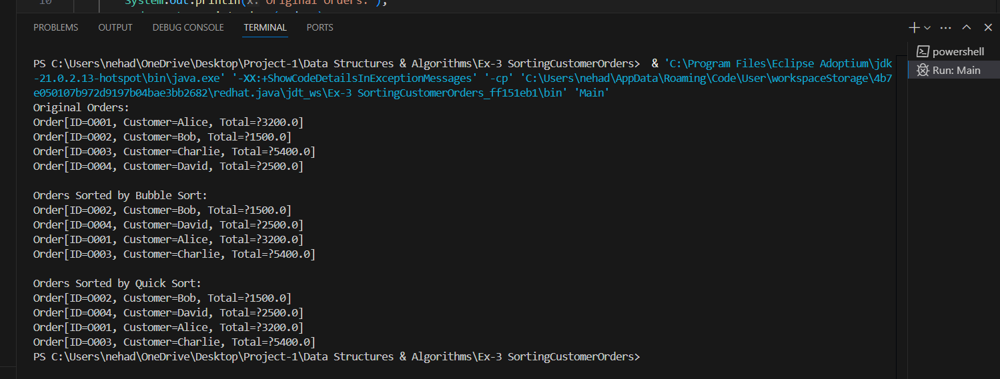 10 System.out.println(x: "Original Orders:");
PROBLEMS OUTPUT DEBUG CONSOLE TERMINAL PORTS
powershell
Run: Main
PS C:\Users\nehad\OneDrive\Desktop\Project-1\Data Structures & Algorithms\Ex-3 SortingCustomerOrders>  & 'C:\Program Files\Eclipse Adoptium\jdk
-21.0.2.13-hotspot\bin\java.exe' '-XX:+ShowCodeDetailsInExceptionMessages' '-cp' 'C:\Users\nehad\AppData\Roaming\Code\User\workspaceStorage\4b7
e050107b972d9197b04bae3bb2682\redhat.java\jdt_ws\Ex-3 SortingCustomerOrders_ff151eb1\bin' 'Main'
Original Orders:
Order[ID=O001, Customer=Alice, Total=?3200.0]
Order[ID=O002, Customer=Bob, Total=?1500.0]
Order[ID=O003, Customer=Charlie, Total=?5400.0]
Order[ID=O004, Customer=David, Total=?2500.0]

Orders Sorted by Bubble Sort:
Order[ID=O002, Customer=Bob, Total=?1500.0]
Order[ID=O004, Customer=David, Total=?2500.0]
Order[ID=O001, Customer=Alice, Total=?3200.0]
Order[ID=O003, Customer=Charlie, Total=?5400.0]

Orders Sorted by Quick Sort:
Order[ID=O002, Customer=Bob, Total=?1500.0]
Order[ID=O004, Customer=David, Total=?2500.0]
Order[ID=O001, Customer=Alice, Total=?3200.0]
Order[ID=O003, Customer=Charlie, Total=?5400.0]
PS C:\Users\nehad\OneDrive\Desktop\Project-1\Data Structures & Algorithms\Ex-3 SortingCustomerOrders>